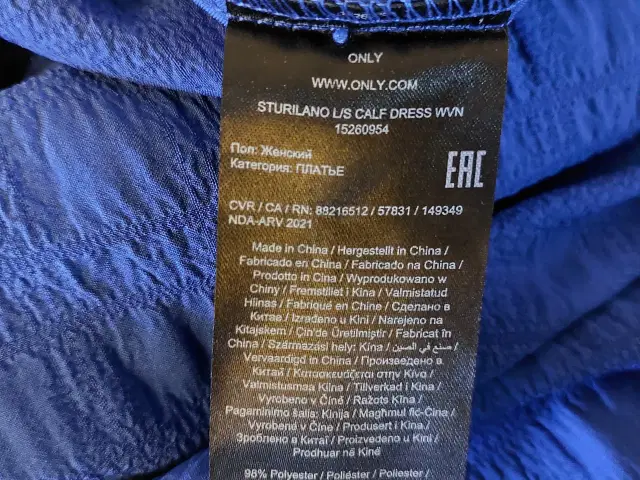 ONLY
WWW.ONLY.COM
STURILANO L/S CALF DRESS WVN
15260954
Пол: Женский
Категория: ПЛАТЬЕ
EAC
CVR / CA / RN: 88216512 / 57831 / 149349
NDA-ARV 2021
Made in China / Hergestellt in China /
Fabricado en China / Fabricado na China /
Prodotto in Cina / Wyprodukowano w
Chiny / Fremstillet i Kina / Valmistatud
Hiinas / Fabriqué en Chine / Сделано в
Китае / Izrađeno u Kini / Narejeno na
Kitajskem / Çin'de Üretilmiştir / Fabricat în
China / Származási hely: Kína / صنع في الصين /
Vervaardigd in China / Произведено в
Китай / Κατασκευάζεται στην Κίνα /
Valmistusmaa Kiina / Tillverkad i Kina /
Vyrobeno v Číně / Ražots Ķīna /
Pagaminimo šalis: Kinija / Magħmul fiċ-Ċina /
Vyrobené v Číne / Produsert i Kina /
Зроблено в Китаї / Proizvedeno u Kini /
Prodhuar në Kinë
98% Polyester / Poliéster / Poliester /